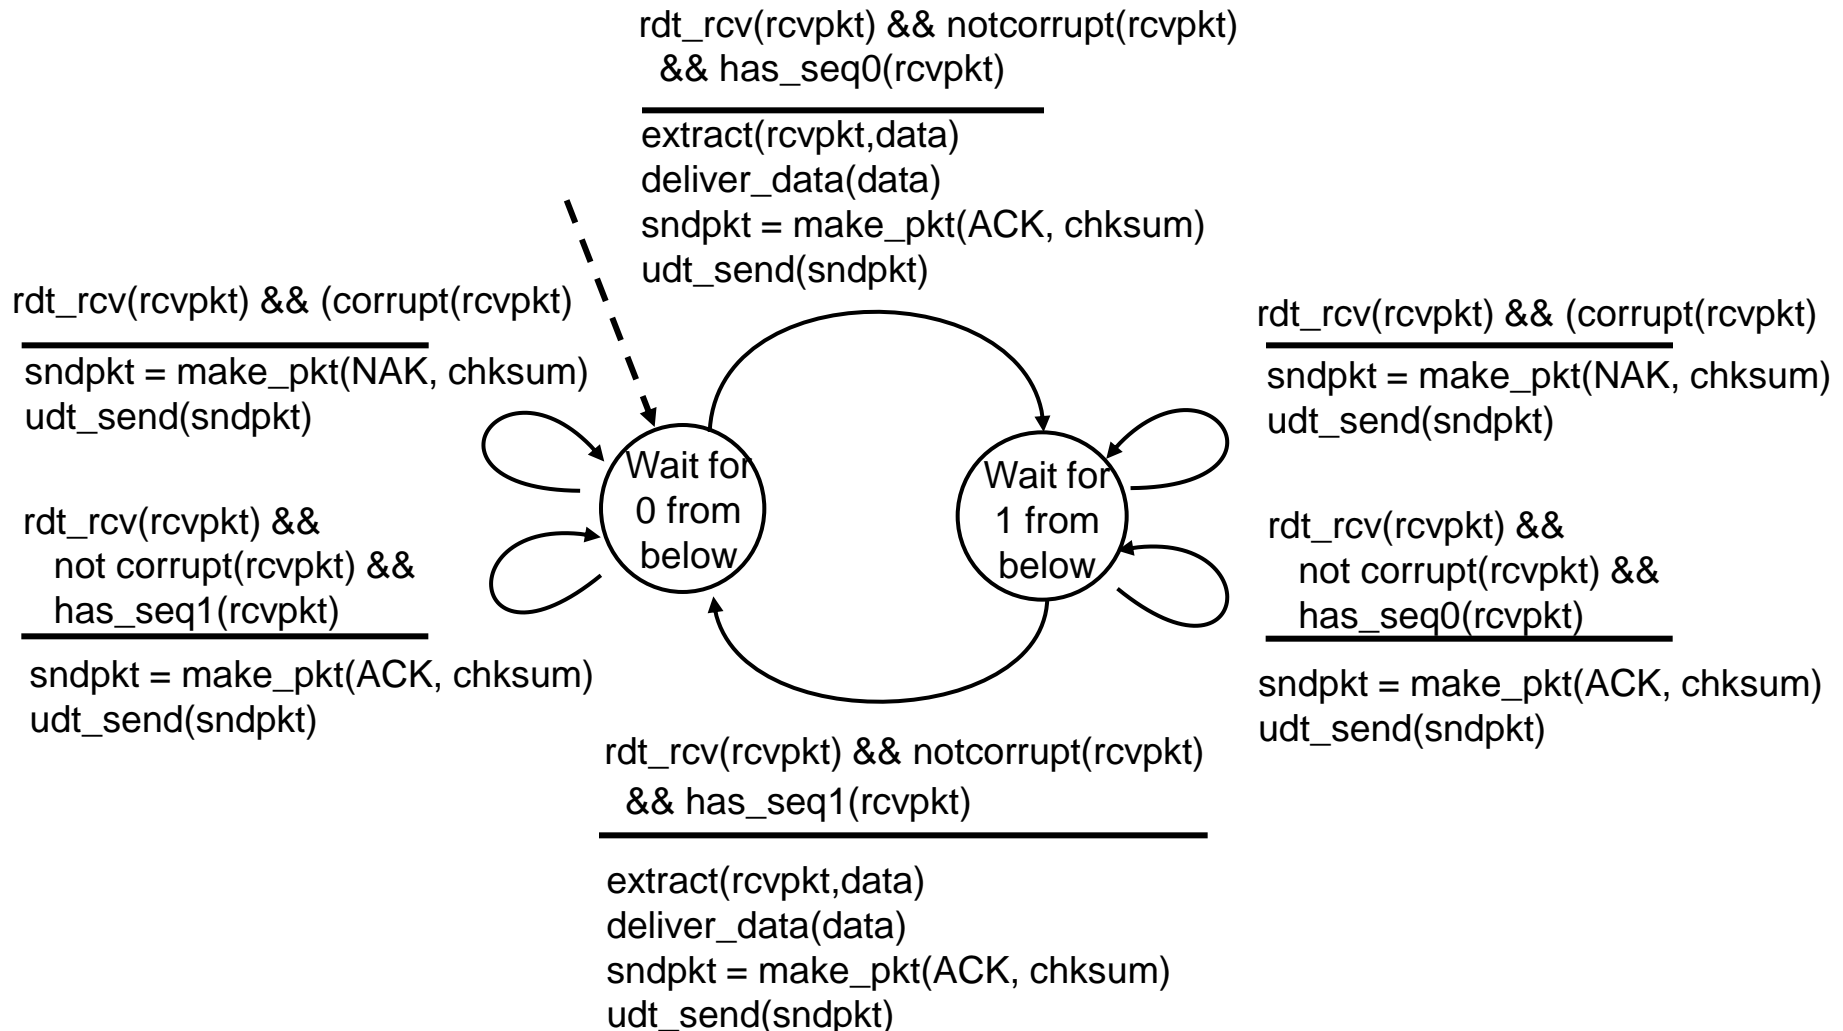 rdt_rcv(rcvpkt) && notcorrupt(rcvpkt)
&& has_seq0(rcvpkt)
extract(rcvpkt,data)
deliver_data(data)
sndpkt = make_pkt(ACK, chksum)
udt_send(sndpkt)
rdt_rcv(rcvpkt) && (corrupt(rcvpkt)
sndpkt = make_pkt(NAK, chksum)
udt_send(sndpkt)
rdt_rcv(rcvpkt) &&
not corrupt(rcvpkt) &&
has_seq1(rcvpkt)
sndpkt = make_pkt(ACK, chksum)
udt_send(sndpkt)
Wait for
0 from
below
Wait for
1 from
below
rdt_rcv(rcvpkt) && (corrupt(rcvpkt)
sndpkt = make_pkt(NAK, chksum)
udt_send(sndpkt)
rdt_rcv(rcvpkt) &&
not corrupt(rcvpkt) &&
has_seq0(rcvpkt)
sndpkt = make_pkt(ACK, chksum)
udt_send(sndpkt)
rdt_rcv(rcvpkt) && notcorrupt(rcvpkt)
&& has_seq1(rcvpkt)
extract(rcvpkt,data)
deliver_data(data)
sndpkt = make_pkt(ACK, chksum)
udt_send(sndpkt)